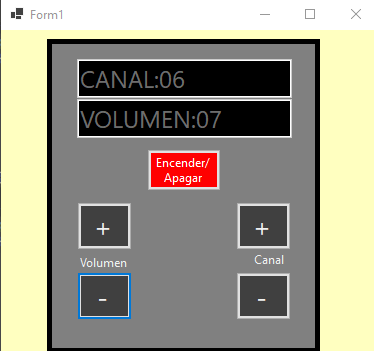 Form1
CANAL:06
VOLUMEN:07
Encender/
Apagar
+ +
Volumen Canal
- -